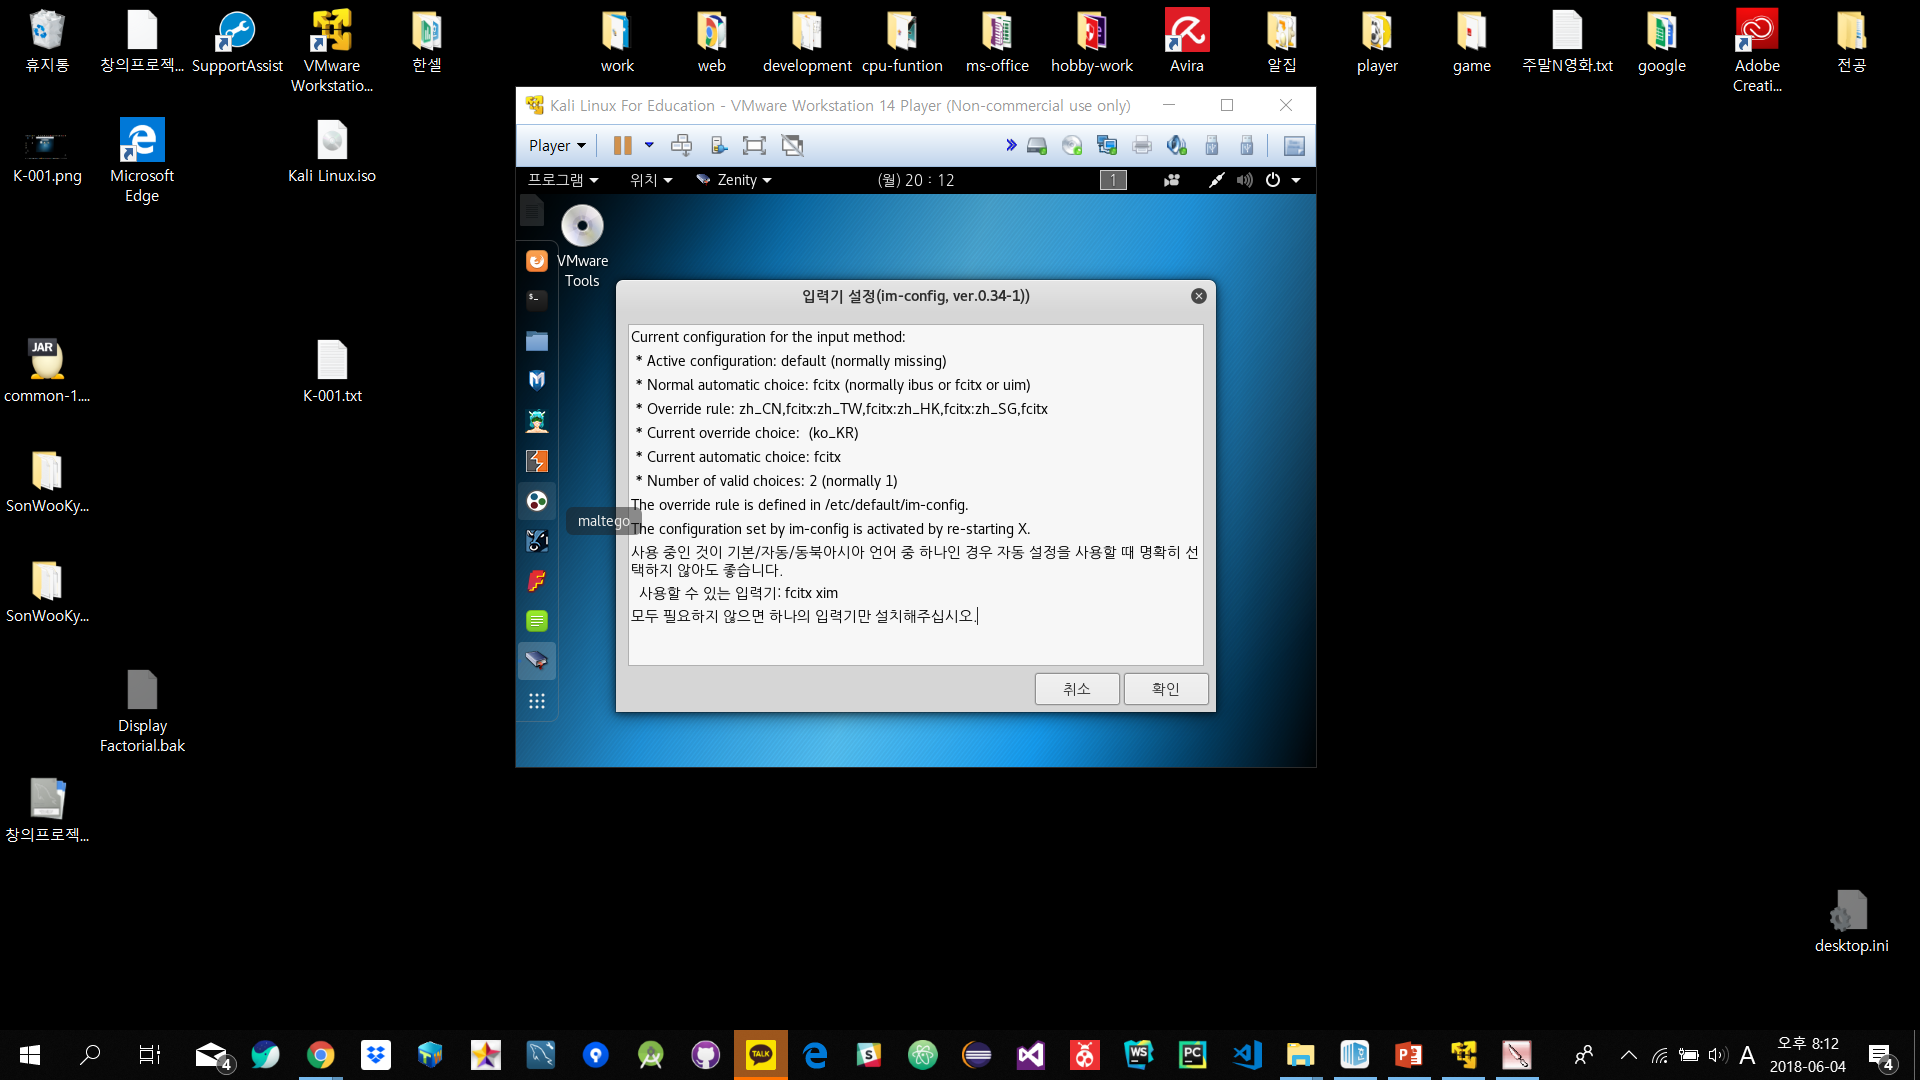 휴지통
창의프로젝...
SupportAssist
VMware
Workstatio...
한셀
work
web
development
cpu-funtion
ms-office
hobby-work
Avira
알집
player
game
주말N영화.txt
google
Adobe
Creati...
전공
K-001.png
Microsoft
Edge
Kali Linux.iso
JAR
common-1....
K-001.txt
SonWooKy...
SonWooKy...
Display
Factorial.bak
창의프로젝...
desktop.ini
Kali Linux For Education - VMware Workstation 14 Player (Non-commercial use only)
Player
프로그램 위치 Zenity (월) 20 : 12 1
VMware
Tools
maltego
입력기 설정(im-config, ver.0.34-1))
Current configuration for the input method:
* Active configuration: default (normally missing)
* Normal automatic choice: fcitx (normally ibus or fcitx or uim)
* Override rule: zh_CN,fcitx:zh_TW,fcitx:zh_HK,fcitx:zh_SG,fcitx
* Current override choice:  (ko_KR)
* Current automatic choice: fcitx
* Number of valid choices: 2 (normally 1)
The override rule is defined in /etc/default/im-config.
The configuration set by im-config is activated by re-starting X.
사용 중인 것이 기본/자동/동북아시아 언어 중 하나인 경우 자동 설정을 사용할 때 명확히 선
택하지 않아도 좋습니다.
사용할 수 있는 입력기: fcitx xim
모두 필요하지 않으면 하나의 입력기만 설치해주십시오.
취소 확인
4
TALK
WS
PC
A
오후 8:12
2018-06-04
4